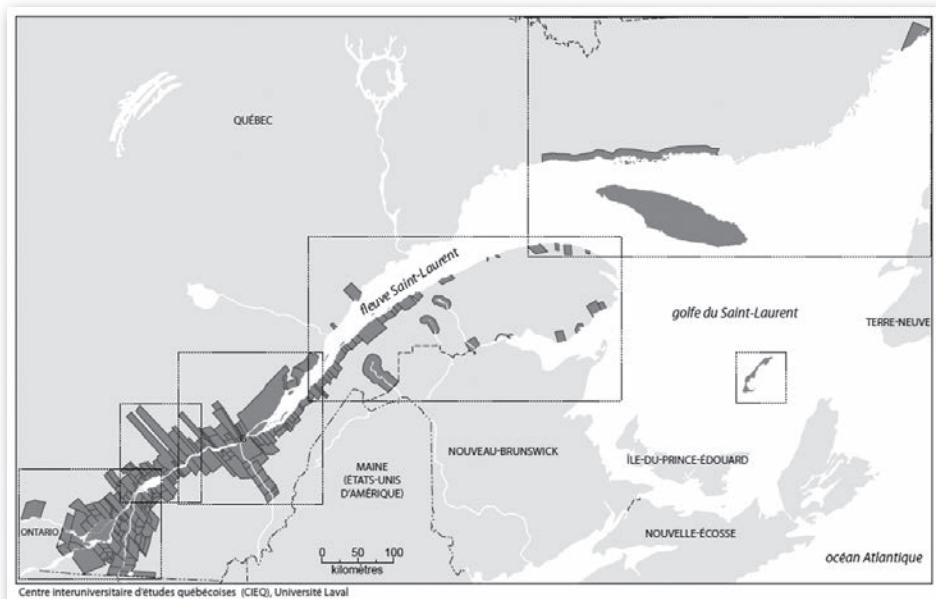 QUÉBEC
fleuve Saint-Laurent
golfe du Saint-Laurent
TERRE-NEUVE
NOUVEAU-BRUNSWICK
ÎLE-DU-PRINCE-ÉDOUARD
MAINE
(ÉTATS-UNIS
D'AMÉRIQUE)
ONTARIO
NOUVELLE-ÉCOSSE
océan Atlantique
0 50 100
kilomètres
Centre interuniversitaire d'études québécoises (CIEQ), Université Laval